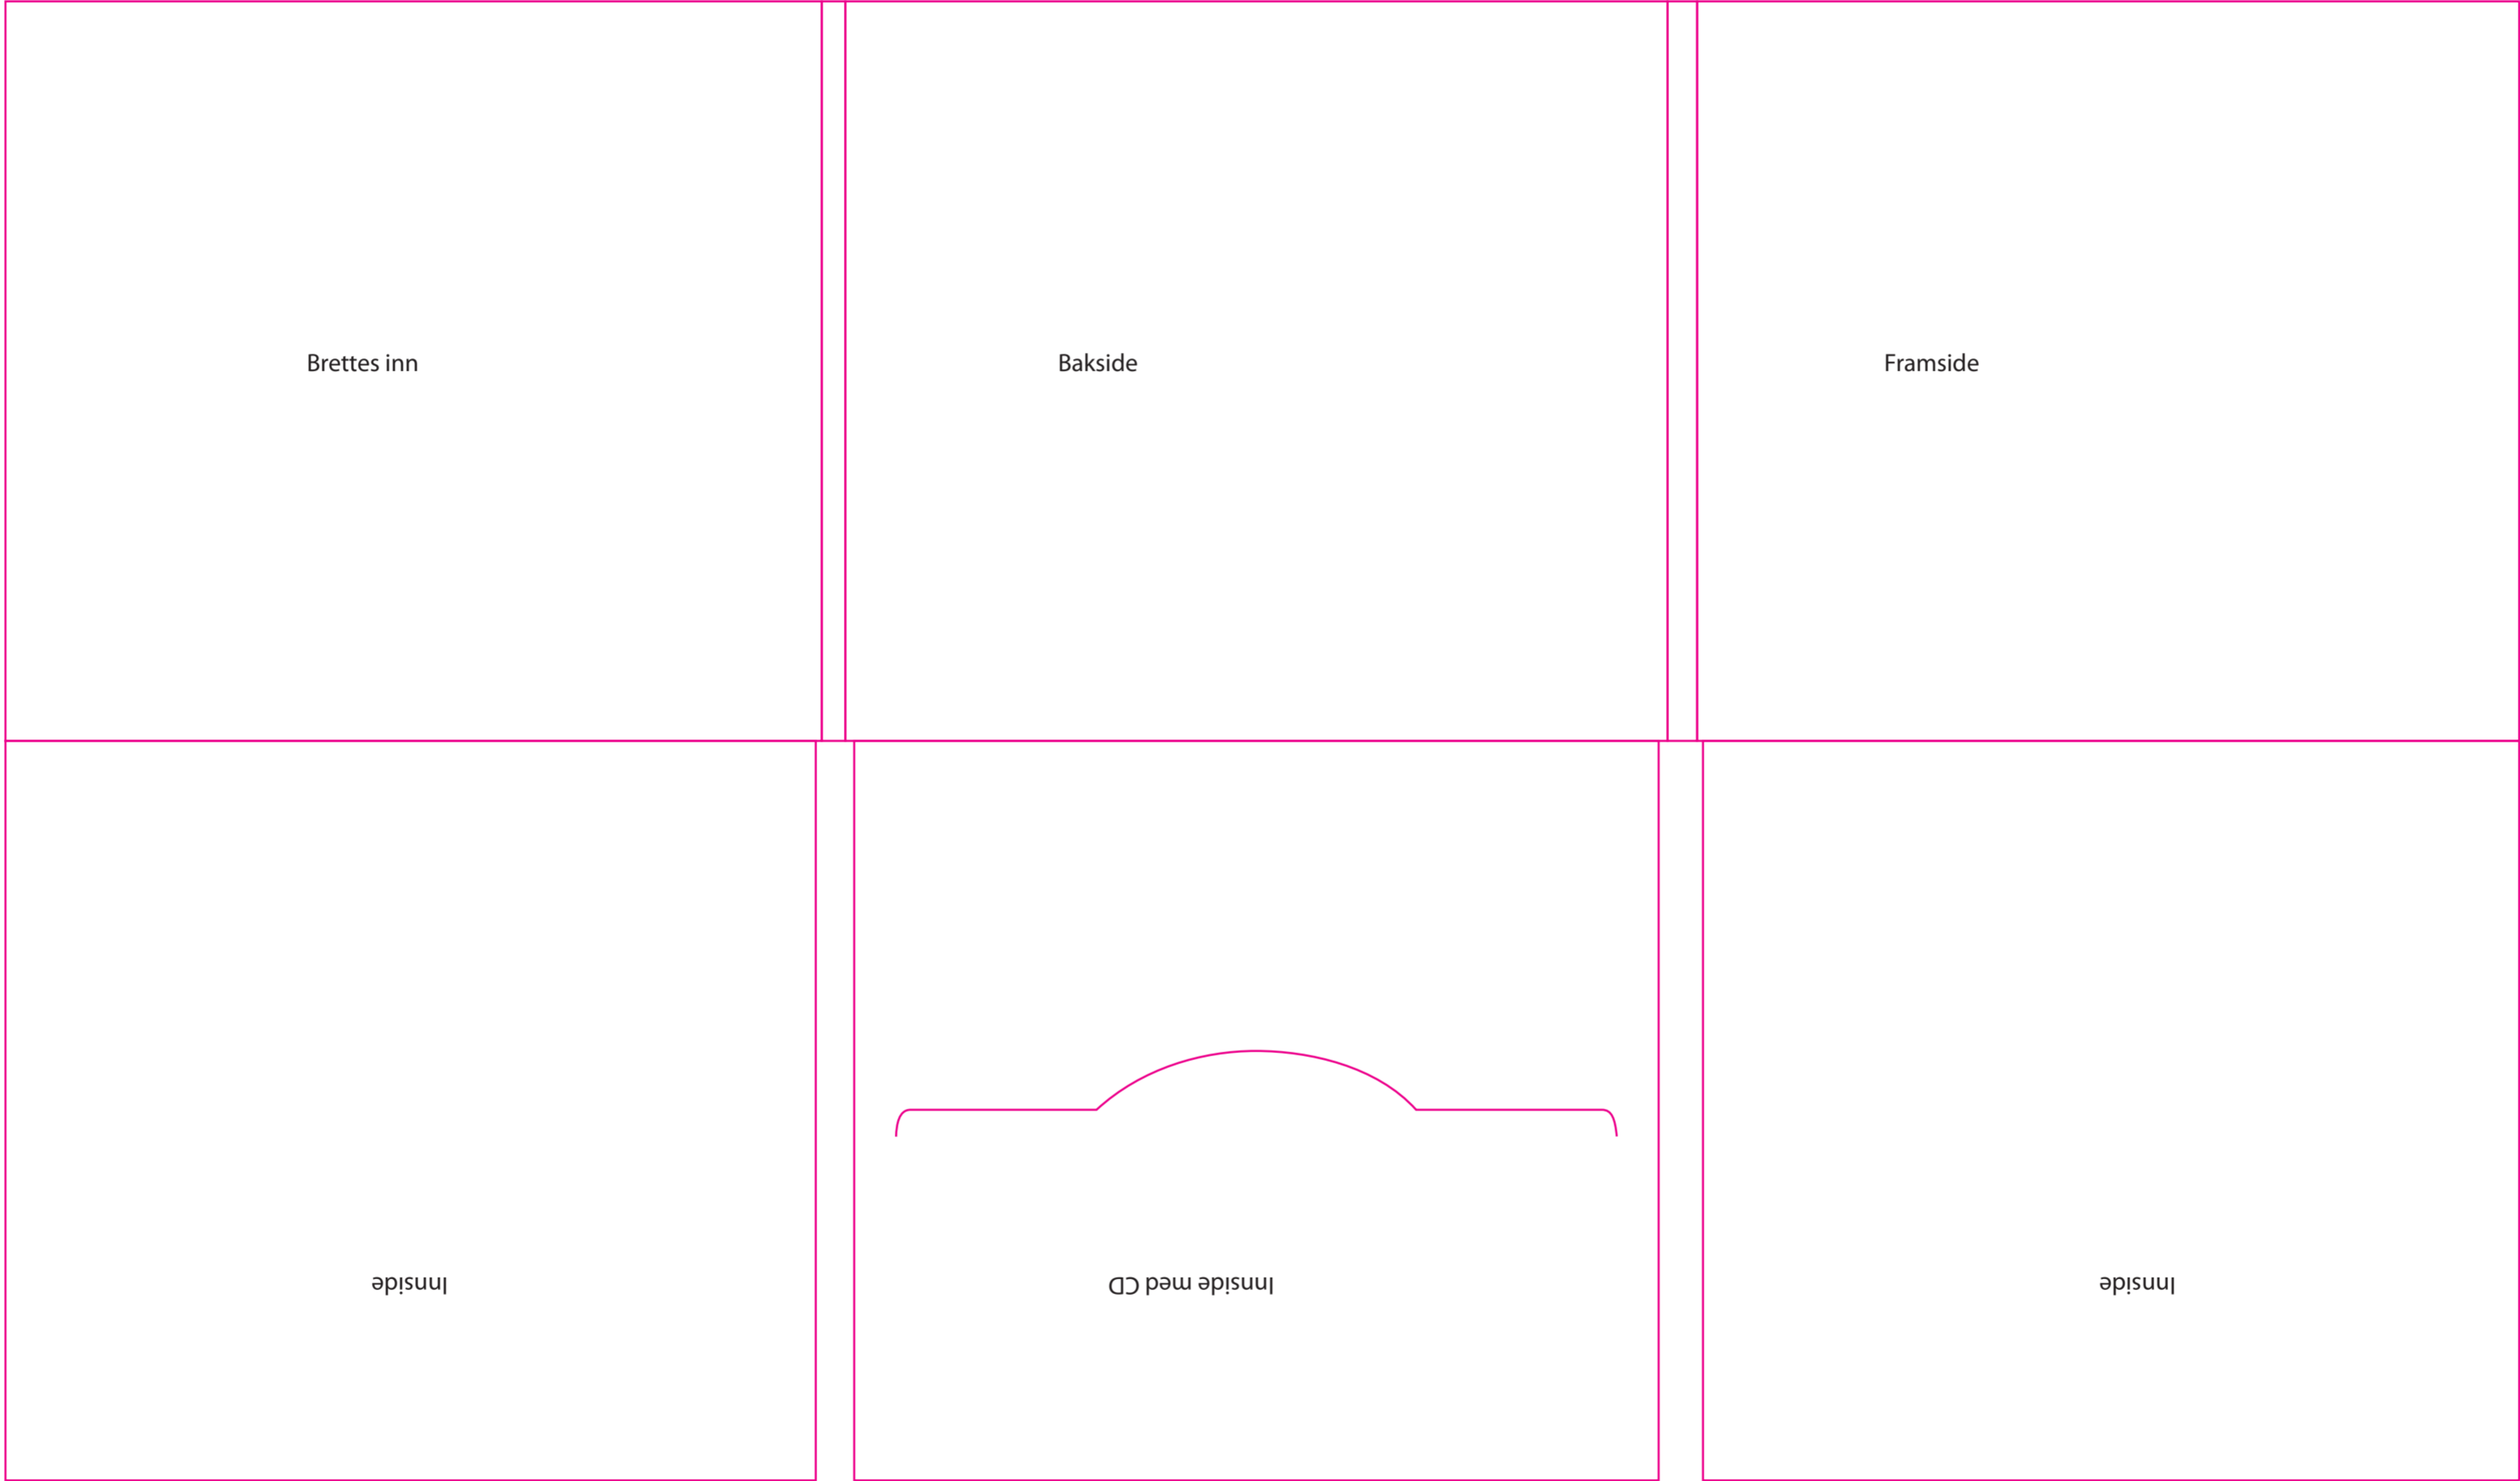 Brettes inn
Bakside
Framside
Innside
Innside med CD
Innside